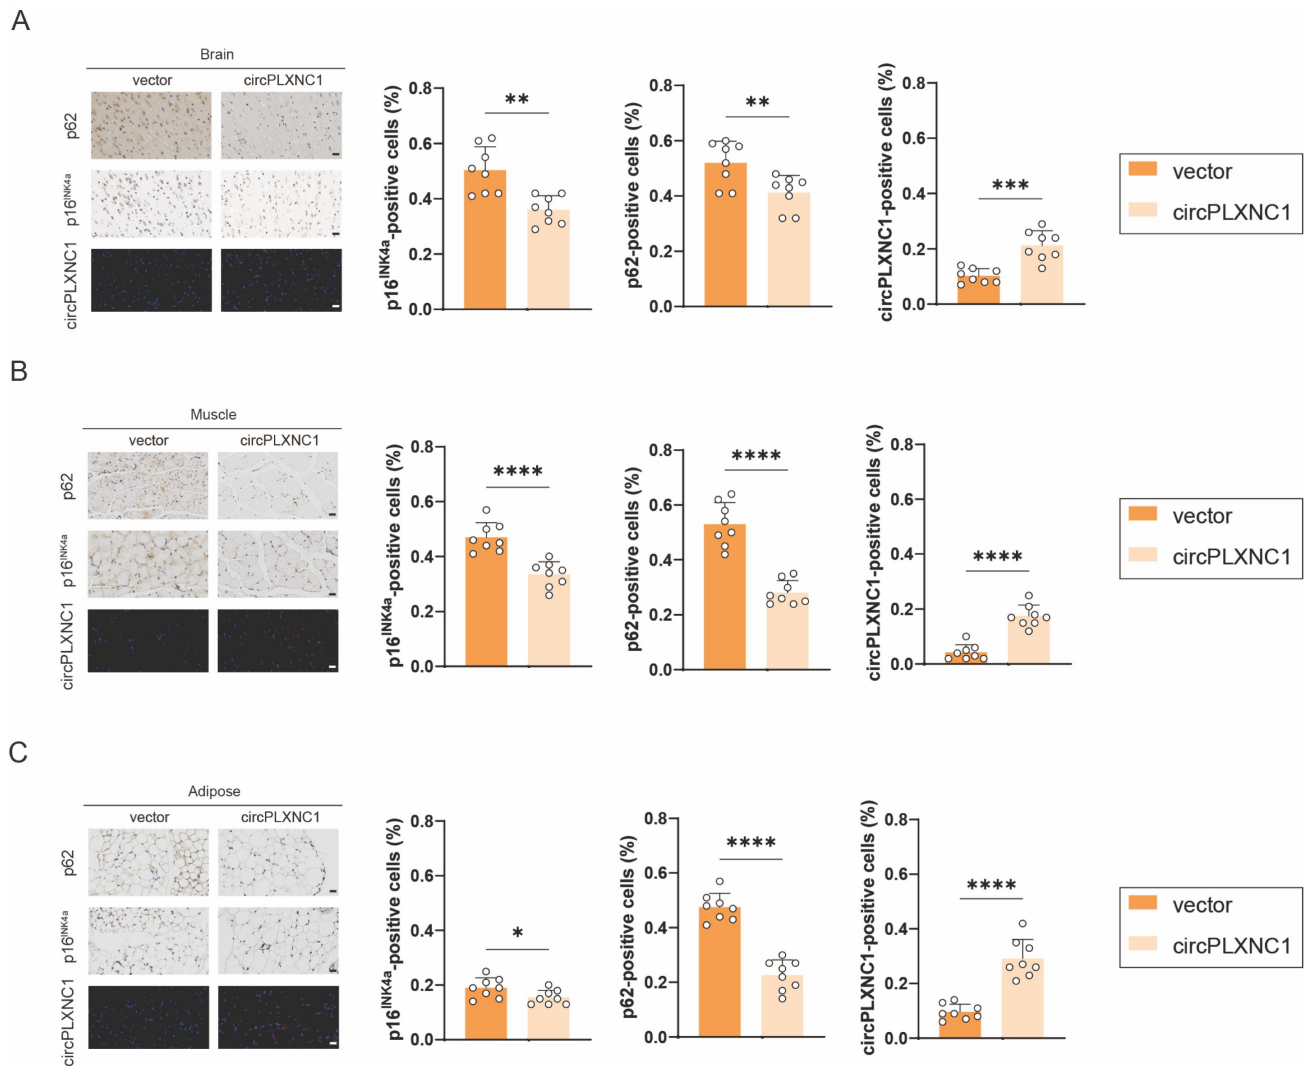 A
Brain
vector circPLXNC1
p62
p16INK4a
circPLXNC1
p16INK4a-positive cells (%)
0.8
0.6
0.4
0.2
0.0
**
p62-positive cells (%)
0.8
0.6
0.4
0.2
0.0
**
circPLXNC1-positive cells (%)
0.8
0.6
0.4
0.2
0.0
***
vector
circPLXNC1
B
Muscle
vector circPLXNC1
p62
p16INK4a
circPLXNC1
p16INK4a-positive cells (%)
0.8
0.6
0.4
0.2
0.0
****
p62-positive cells (%)
0.8
0.6
0.4
0.2
0.0
****
circPLXNC1-positive cells (%)
0.8
0.6
0.4
0.2
0.0
****
vector
circPLXNC1
C
Adipose
vector circPLXNC1
p62
p16INK4a
circPLXNC1
p16INK4a-positive cells (%)
0.8
0.6
0.4
0.2
0.0
*
p62-positive cells (%)
0.8
0.6
0.4
0.2
0.0
****
circPLXNC1-positive cells (%)
0.8
0.6
0.4
0.2
0.0
****
vector
circPLXNC1